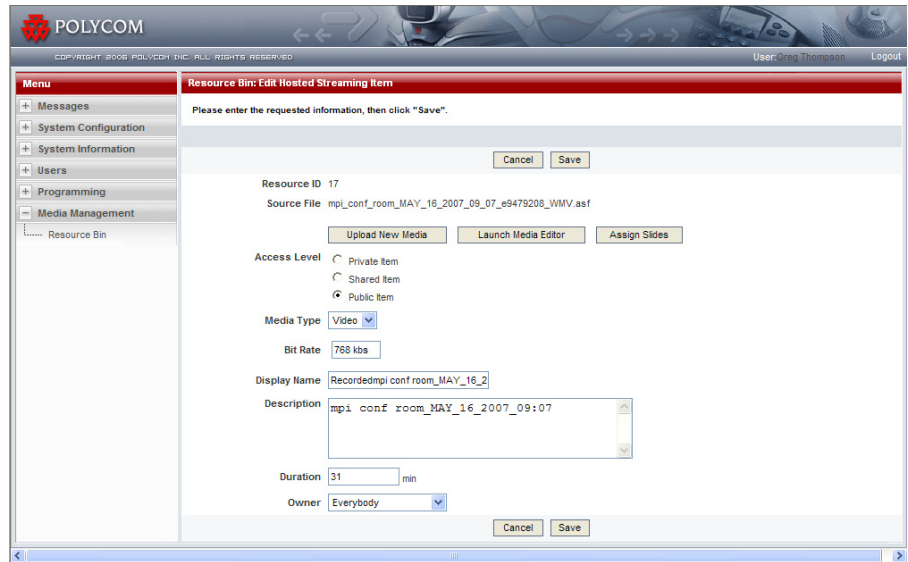 POLYCOM
COPYRIGHT 2006 POLYCOM INC. ALL RIGHTS RESERVED
User:Greg Thompson Logout
Menu
Resource Bin: Edit Hosted Streaming Item
Messages
Please enter the requested information, then click "Save".
System Configuration
System Information
Users
Programming
Media Management
Resource Bin
Cancel Save
Resource ID 17
Source File mpi_conf_room_MAY_16_2007_09_07_e9479208_WMV.asf
Upload New Media Launch Media Editor Assign Slides
Access Level Private Item
Shared Item
Public Item
Media Type Video
Bit Rate 768 kbs
Display Name Recordedmpi conf room_MAY_16_2
Description mpi conf room_MAY_16_2007_09:07
Duration 31 min
Owner Everybody
Cancel Save